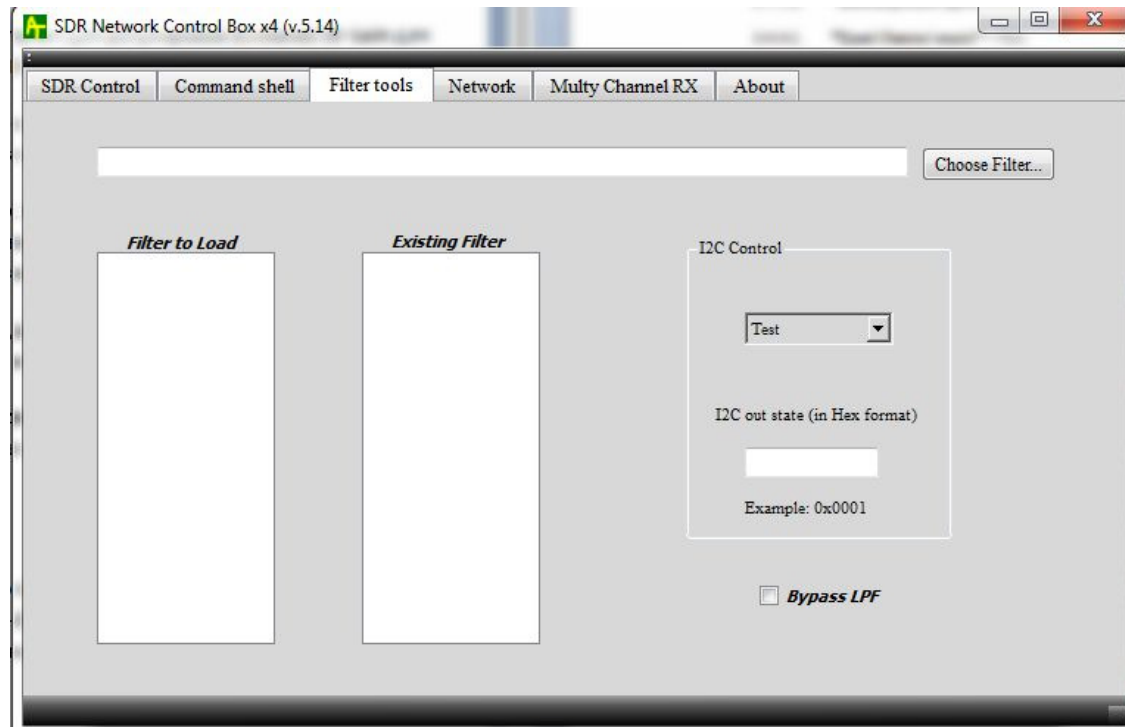 SDR Network Control Box x4 (v.5.14)
SDR Control Command shell Filter tools Network Multy Channel RX About
Choose Filter...
Filter to Load Existing Filter I2C Control
Test
I2C out state (in Hex format)
Example: 0x0001
Bypass LPF